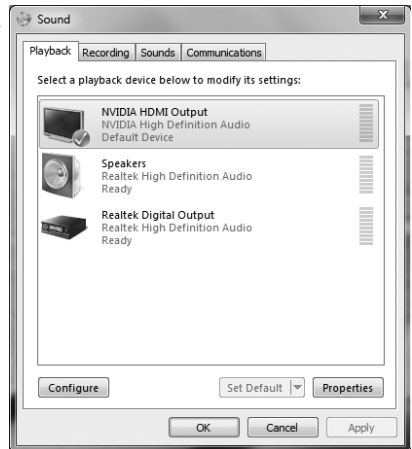 Sound
Playback Recording Sounds Communications
Select a playback device below to modify its settings:
NVIDIA HDMI Output
NVIDIA High Definition Audio
Default Device
Speakers
Realtek High Definition Audio
Ready
Realtek Digital Output
Realtek High Definition Audio
Ready
Configure Set Default Properties
OK Cancel Apply